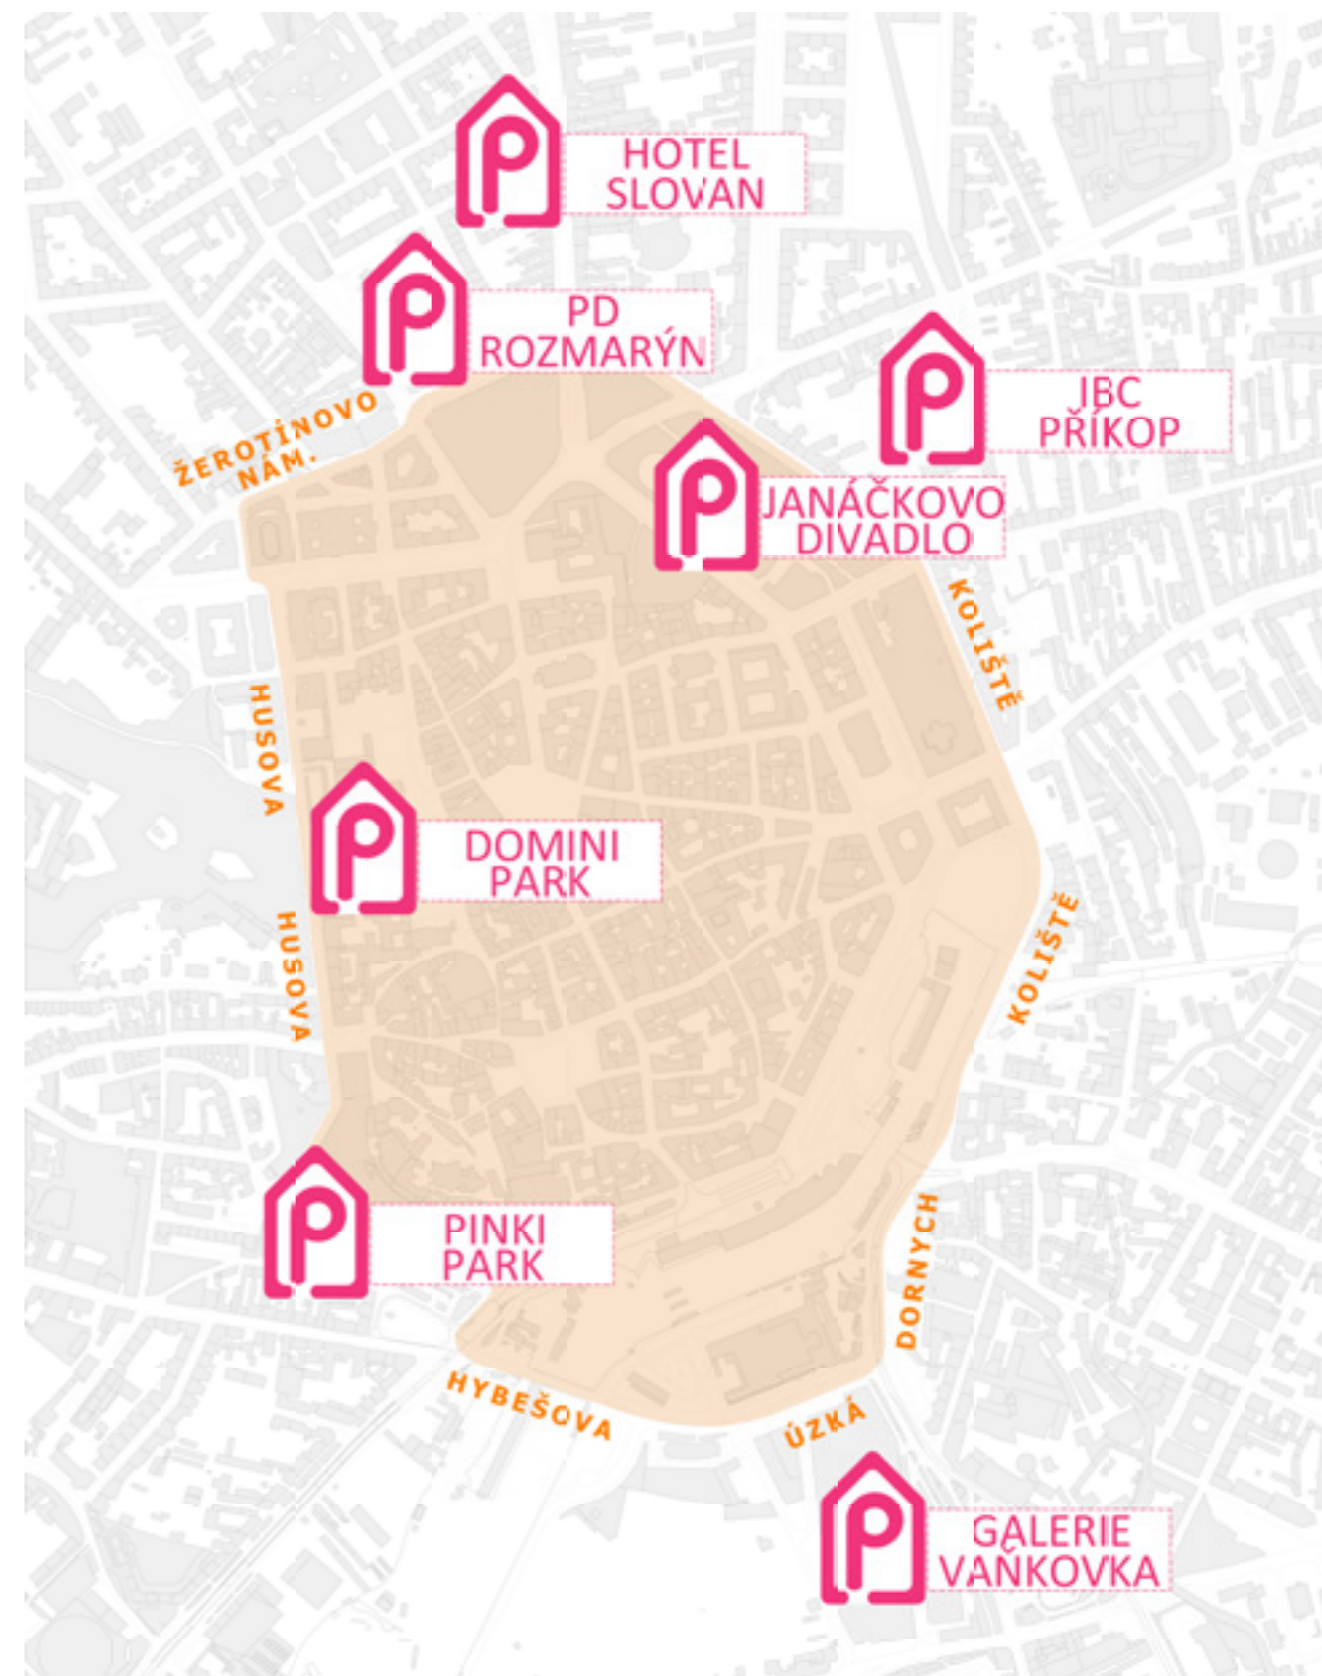 HOTEL
SLOVAN
PD
ROZMARÝN
IBC
PŘÍKOP
ŽEROTÍNOVO
NÁM.
JANÁČKOVO
DIVADLO
KOLIŠTĚ
HUSOVA
DOMINI
PARK
HUSOVA
KOLIŠTĚ
PINKI
PARK
DORNYCH
HYBEŠOVA
ÚZKÁ
GALERIE
VAŇKOVKA